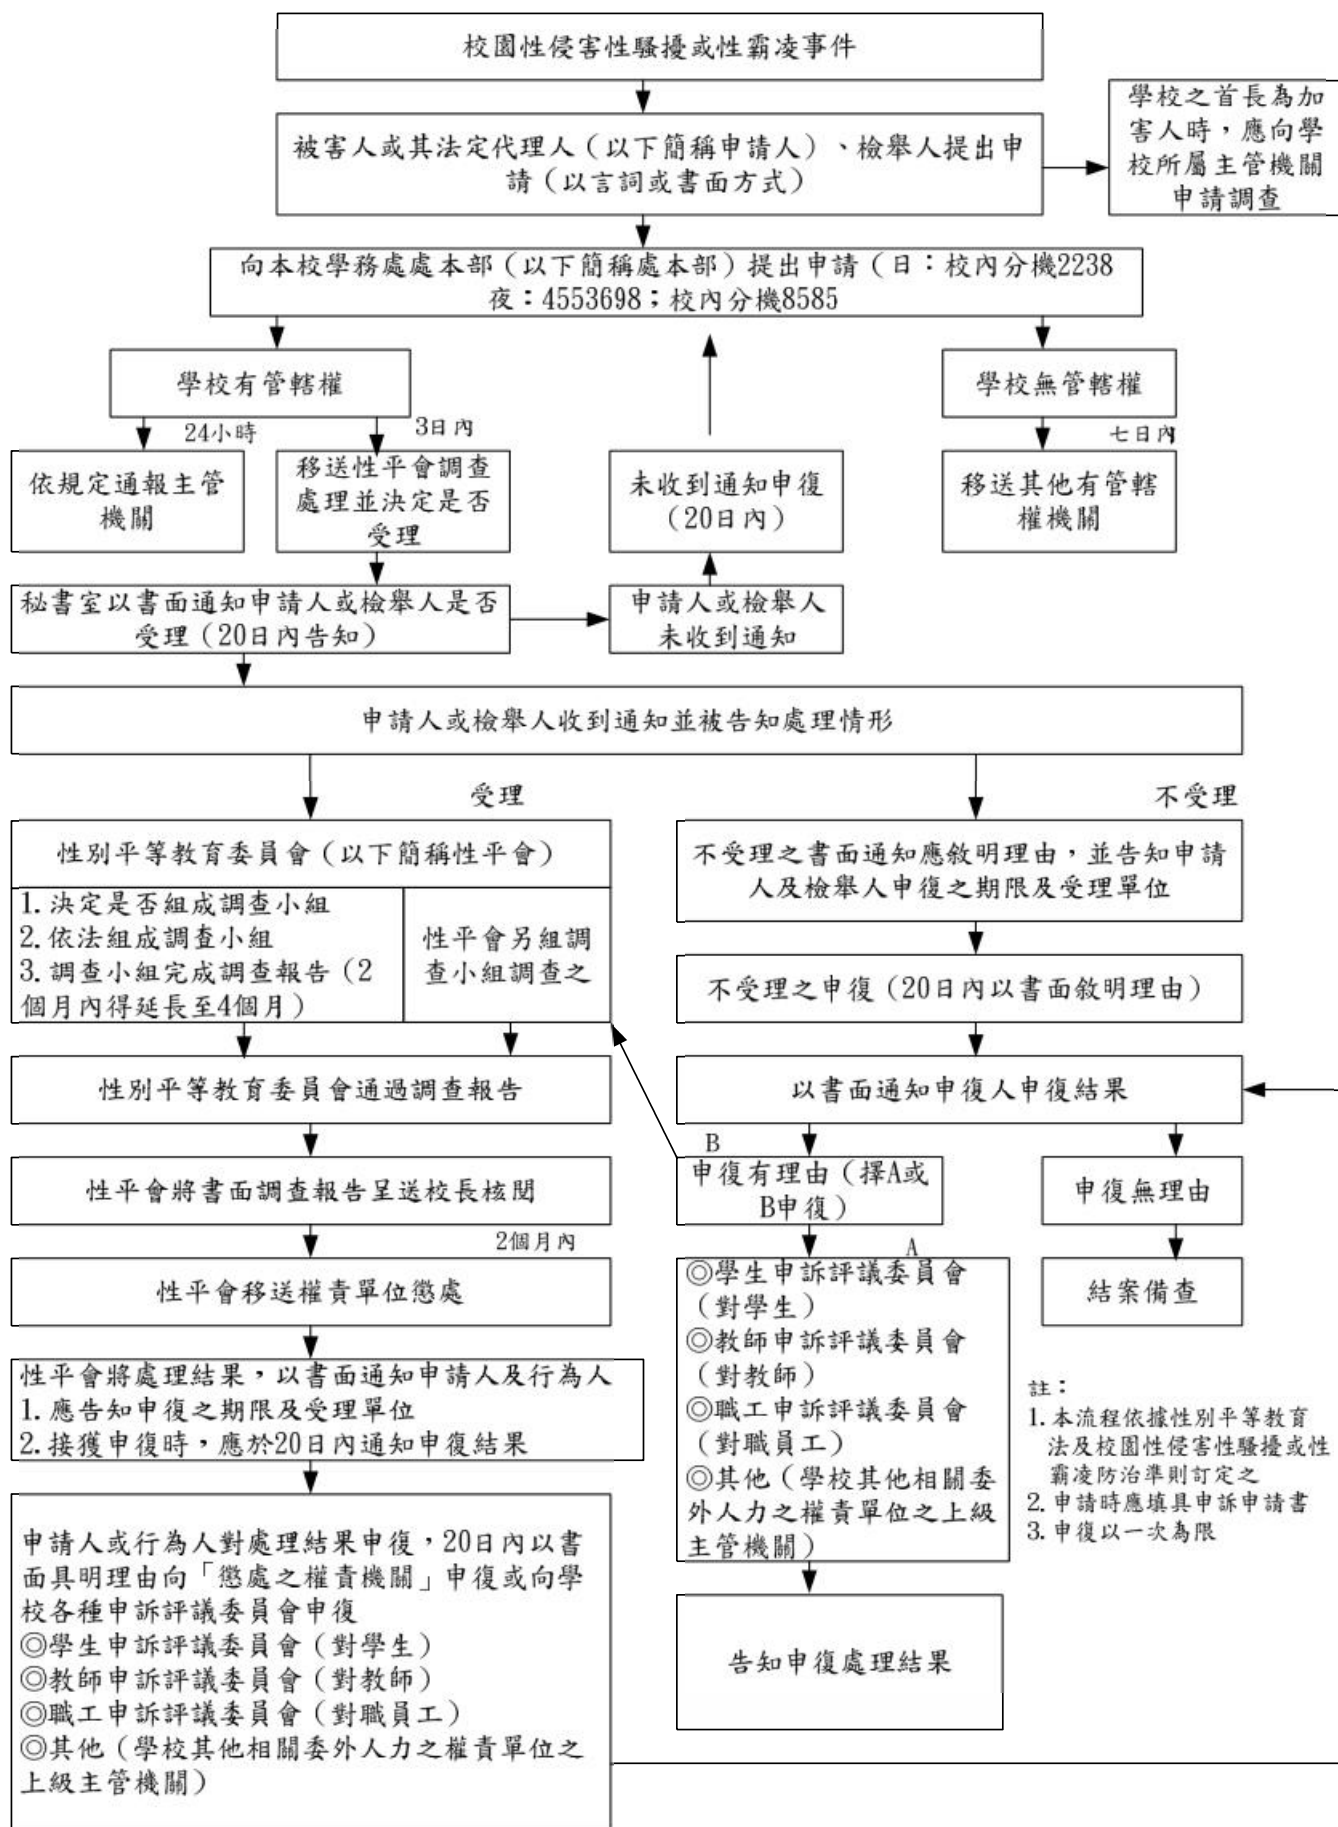 校園性侵害性騷擾或性霸凌事件
被害人或其法定代理人（以下簡稱申請人）、檢舉人提出申
請（以言詞或書面方式）
學校之首長為加
害人時，應向學
校所屬主管機關
申請調查
向本校學務處處本部（以下簡稱處本部）提出申請（日：校內分機2238
夜：4553698；校內分機8585
學校有管轄權
學校無管轄權
24小時
3日內
七日內
依規定通報主管
機關
移送性平會調查
處理並決定是否
受理
未收到通知申復
（20日內）
移送其他有管轄
權機關
秘書室以書面通知申請人或檢舉人是否
受理（20日內告知）
申請人或檢舉人
未收到通知
申請人或檢舉人收到通知並被告知處理情形
受理
不受理
性別平等教育委員會（以下簡稱性平會）
1.決定是否組成調查小組
2.依法組成調查小組
3.調查小組完成調查報告（2
個月內得延長至4個月）
性平會另組調
查小組調查之
不受理之書面通知應敘明理由，並告知申請
人及檢舉人申復之期限及受理單位
不受理之申復（20日內以書面敘明理由）
性別平等教育委員會通過調查報告
以書面通知申復人申復結果
B
性平會將書面調查報告呈送校長核閱
申復有理由（擇A或
B申復）
申復無理由
2個月內
A
性平會移送權責單位懲處
◎學生申訴評議委員會
（對學生）
◎教師申訴評議委員會
（對教師）
◎職工申訴評議委員會
（對職員工）
◎其他（學校其他相關委
外人力之權責單位之上級
主管機關）
結案備查
性平會將處理結果，以書面通知申請人及行為人
1.應告知申復之期限及受理單位
2.接獲申復時，應於20日內通知申復結果
註：
1.本流程依據性別平等教育
法及校園性侵害性騷擾或性
霸凌防治準則訂定之
2.申請時應填具申訴申請書
3.申復以一次為限
申請人或行為人對處理結果申復，20日內以書
面具明理由向「懲處之權責機關」申復或向學
校各種申訴評議委員會申復
◎學生申訴評議委員會（對學生）
◎教師申訴評議委員會（對教師）
◎職工申訴評議委員會（對職員工）
◎其他（學校其他相關委外人力之權責單位之
上級主管機關）
告知申復處理結果